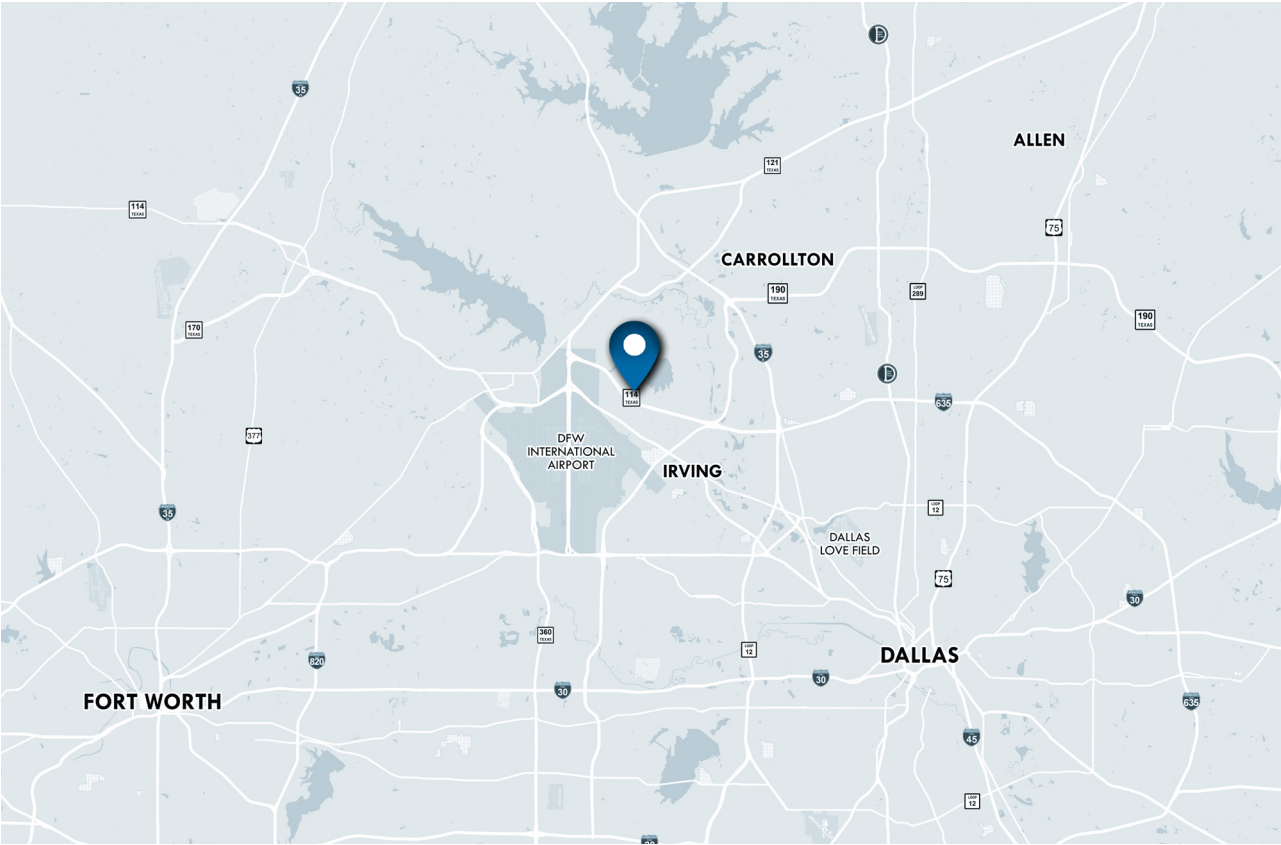 35
ALLEN
121
TEXAS
114
TEXAS
75
CARROLLTON
190
TEXAS
LOOP
289
190
TEXAS
170
TEXAS
35
114
TEXAS
635
377
DFW
INTERNATIONAL
AIRPORT
IRVING
35
LOOP
12
DALLAS
LOVE FIELD
75
30
360
TEXAS
LOOP
12
DALLAS
820
30
30
FORT WORTH
635
45
LOOP
12